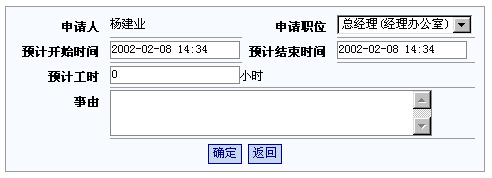 申请人 杨建业 申请职位 总经理(经理办公室)
预计开始时间 2002-02-08 14:34 预计结束时间 2002-02-08 14:34
预计工时 0 小时
事由
确定 返回